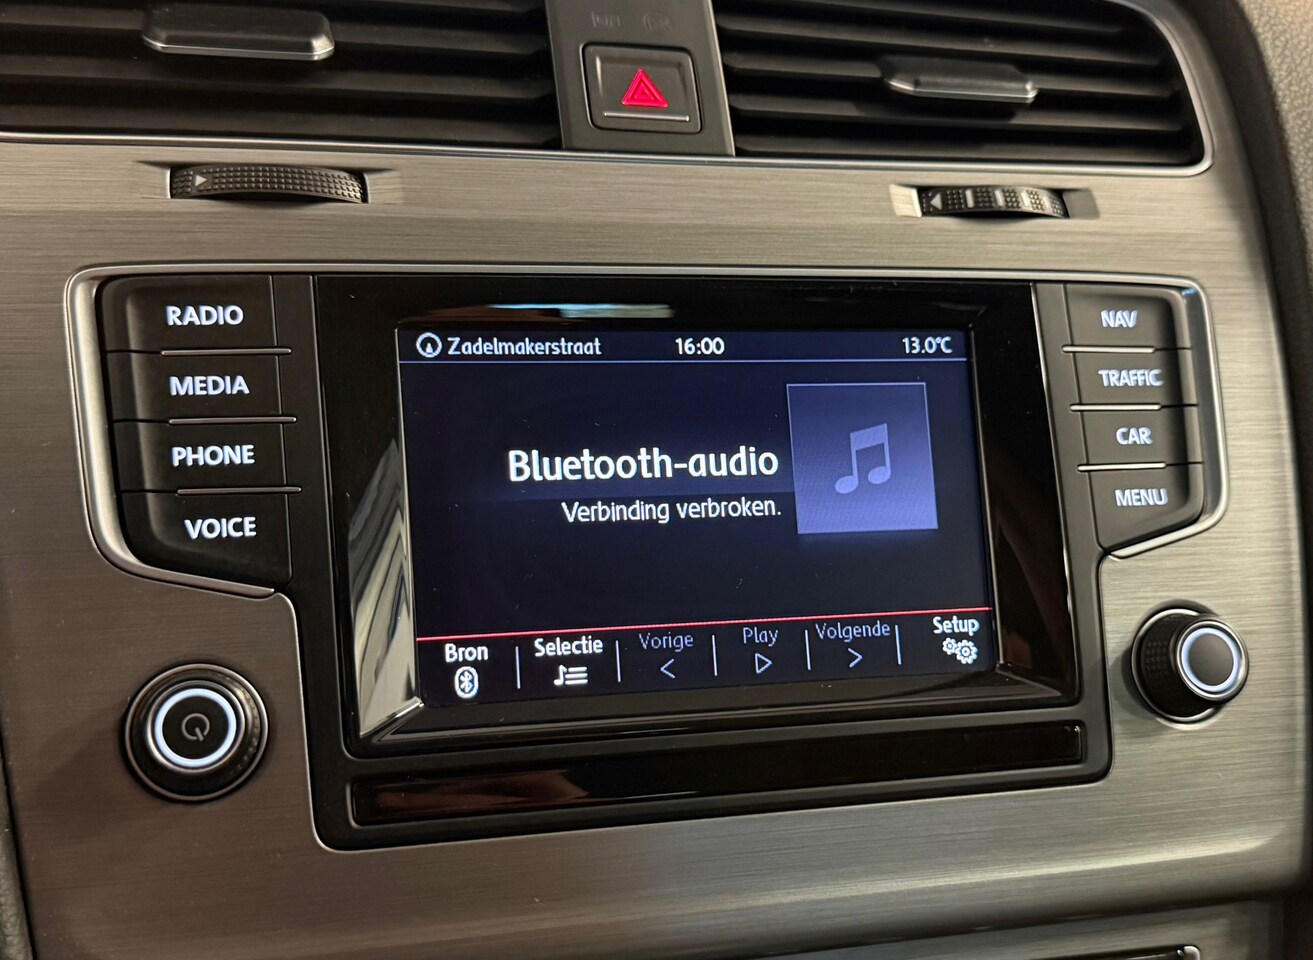 RADIO
MEDIA
PHONE
VOICE
Zadelmakerstraat 16:00 13.0°C
Bluetooth-audio
Verbinding verbroken.
Bron Selectie Vorige Play Volgende Setup
NAV
TRAFFIC
CAR
MENU